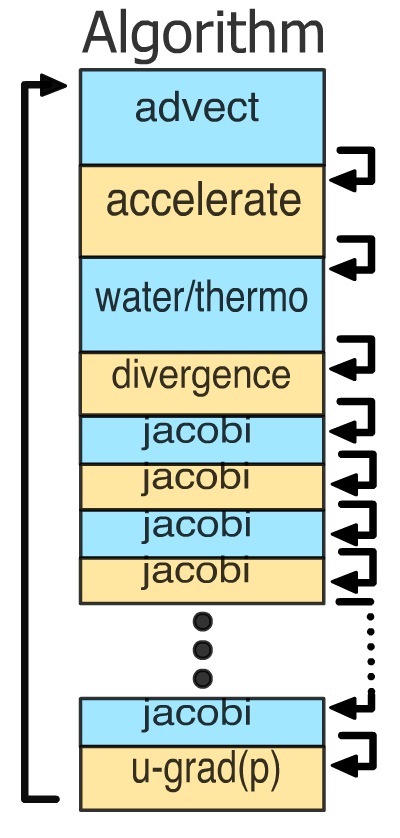 Algorithm
advect
accelerate
water/thermo
divergence
jacobi
jacobi
jacobi
jacobi
jacobi
u-grad(p)